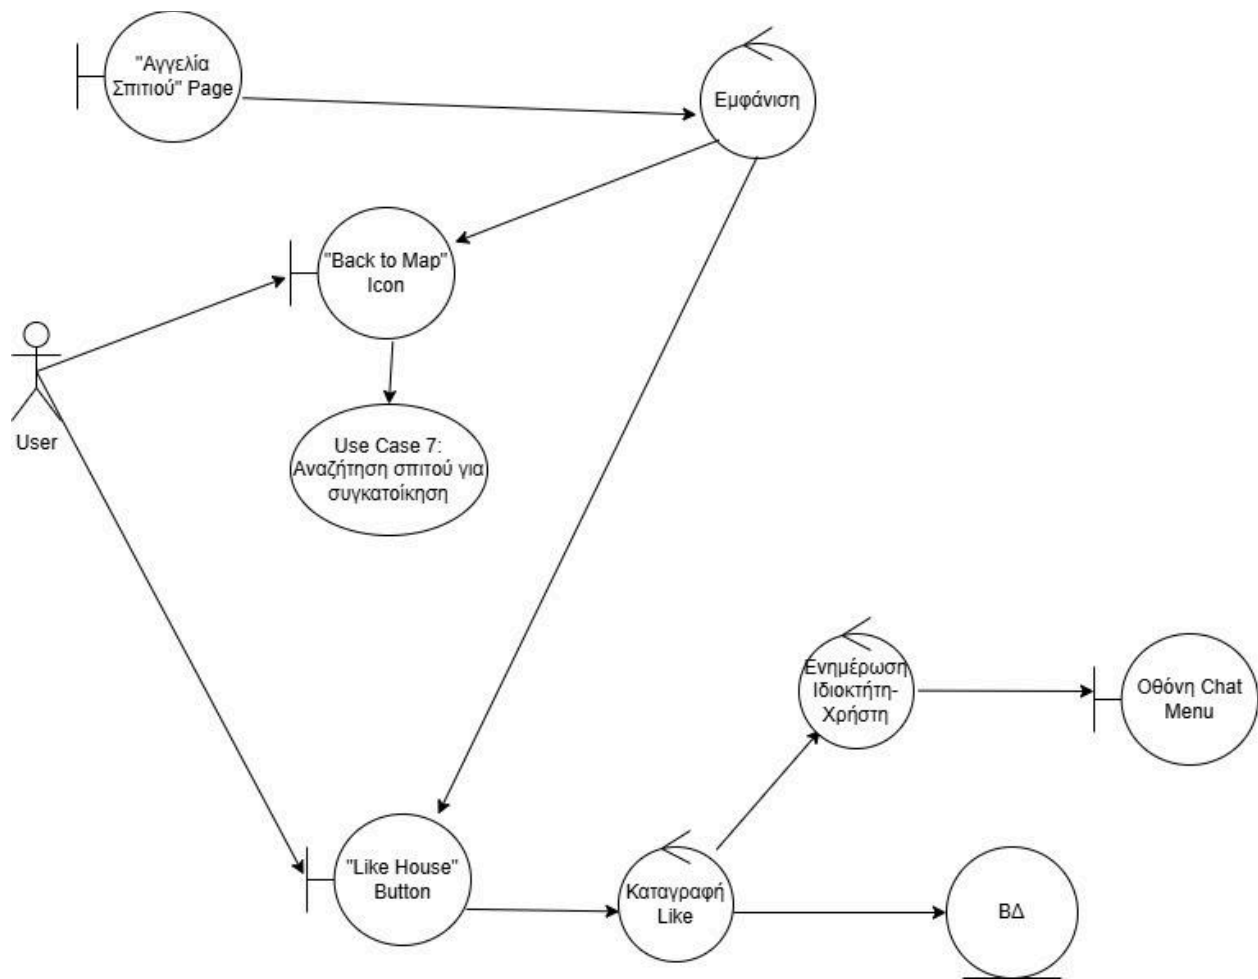 "Αγγελία
Σπιτιού" Page
Εμφάνιση
"Back to Map"
Icon
User
Use Case 7:
Αναζήτηση σπιτού για
συγκατοίκηση
Ενημέρωση
Ιδιοκτήτη-
Χρήστη
Οθόνη Chat
Menu
"Like House"
Button
Καταγραφή
Like
ΒΔ